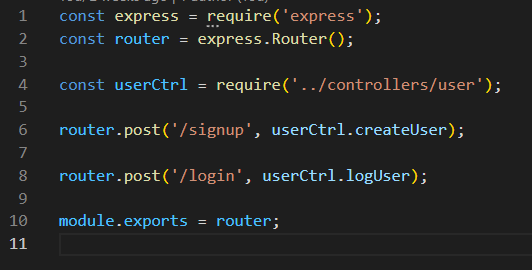 1 const express = require('express');
2 const router = express.Router();
3
4 const userCtrl = require('../controllers/user');
5
6 router.post('/signup', userCtrl.createUser);
7
8 router.post('/login', userCtrl.logUser);
9
10 module.exports = router;
11